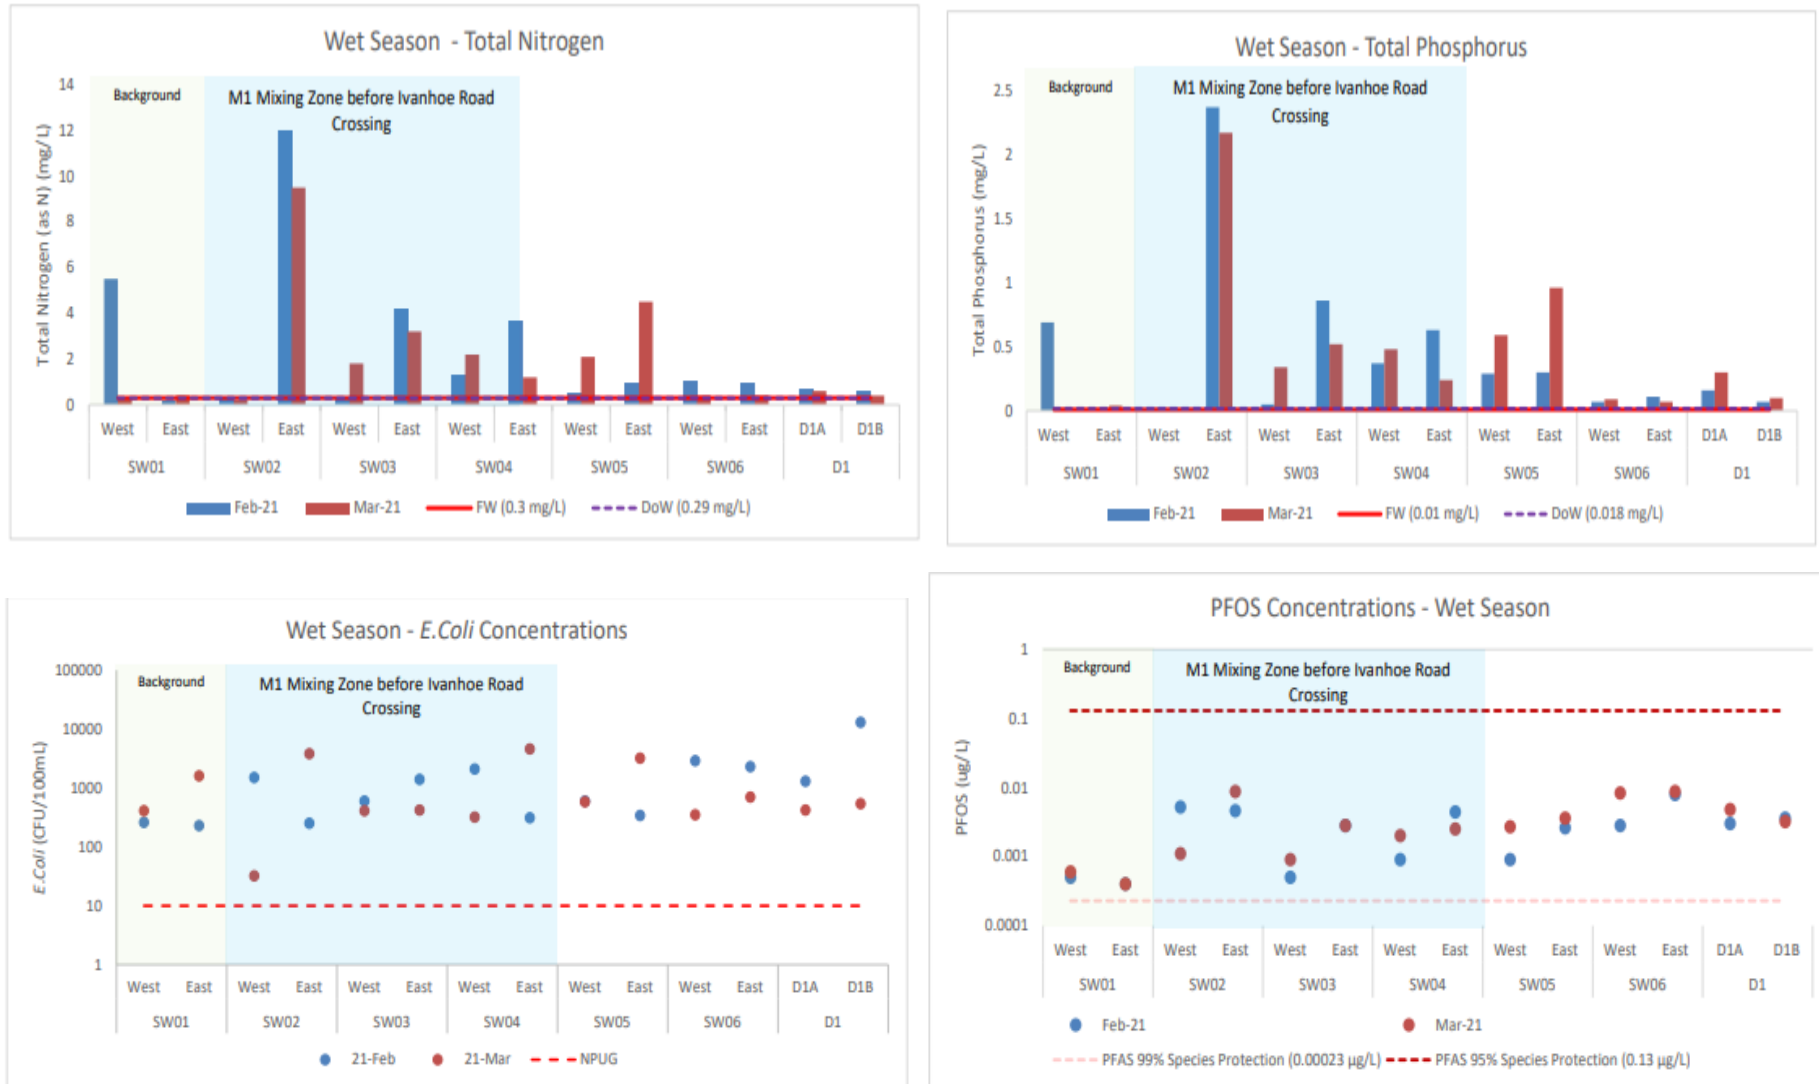 Wet Season - Total Nitrogen
Background
M1 Mixing Zone before Ivanhoe Road
Crossing
Total Nitrogen (as N) (mg/L)
14
12
10
8
6
4
2
0
West East West East West East West East West East West East D1A D1B
SW01 SW02 SW03 SW04 SW05 SW06 D1
Feb-21 Mar-21 FW (0.3 mg/L) DoW (0.29 mg/L)
Wet Season - Total Phosphorus
Background
M1 Mixing Zone before Ivanhoe Road
Crossing
Total Phosphorus (mg/L)
2.5
2
1.5
1
0.5
0
West East West East West East West East West East West East D1A D1B
SW01 SW02 SW03 SW04 SW05 SW06 D1
Feb-21 Mar-21 FW (0.01 mg/L) DoW (0.018 mg/L)
Wet Season - E.Coli Concentrations
Background
M1 Mixing Zone before Ivanhoe Road
Crossing
E.Coli (CFU/100mL)
100000
10000
1000
100
10
1
West East West East West East West East West East West East D1A D1B
SW01 SW02 SW03 SW04 SW05 SW06 D1
21-Feb 21-Mar NPUG
PFOS Concentrations - Wet Season
Background
M1 Mixing Zone before Ivanhoe Road
Crossing
PFOS (ug/L)
1
0.1
0.01
0.001
0.0001
West East West East West East West East West East West East D1A D1B
SW01 SW02 SW03 SW04 SW05 SW06 D1
Feb-21 Mar-21
PFAS 99% Species Protection (0.00023 µg/L) PFAS 95% Species Protection (0.13 µg/L)